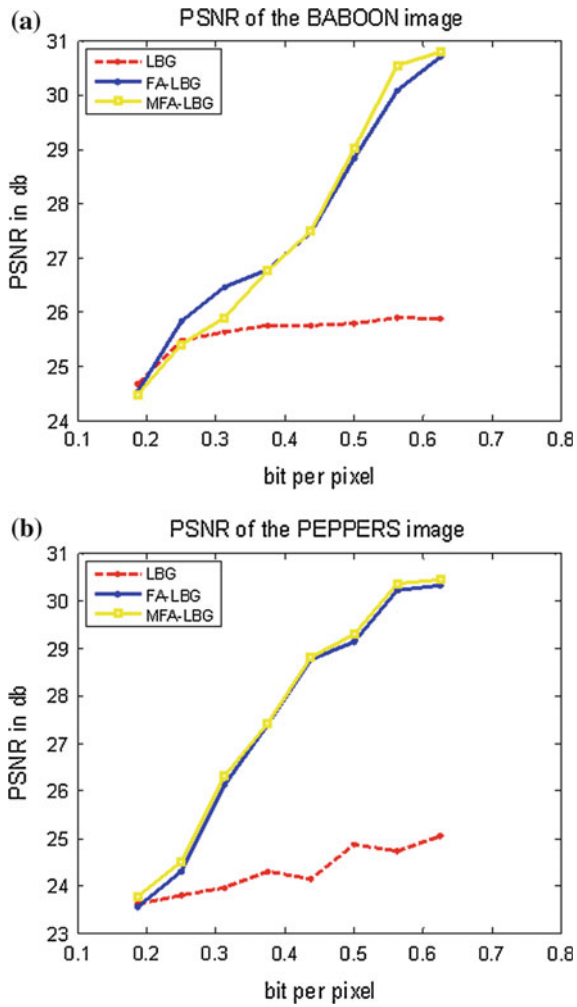 (a)
PSNR of the BABOON image
LBG
FA-LBG
MFA-LBG
PSNR in db
31
30
29
28
27
26
25
24
0.1 0.2 0.3 0.4 0.5 0.6 0.7 0.8
bit per pixel
(b)
PSNR of the PEPPERS image
LBG
FA-LBG
MFA-LBG
PSNR in db
31
30
29
28
27
26
25
24
23
0.1 0.2 0.3 0.4 0.5 0.6 0.7 0.8
bit per pixel